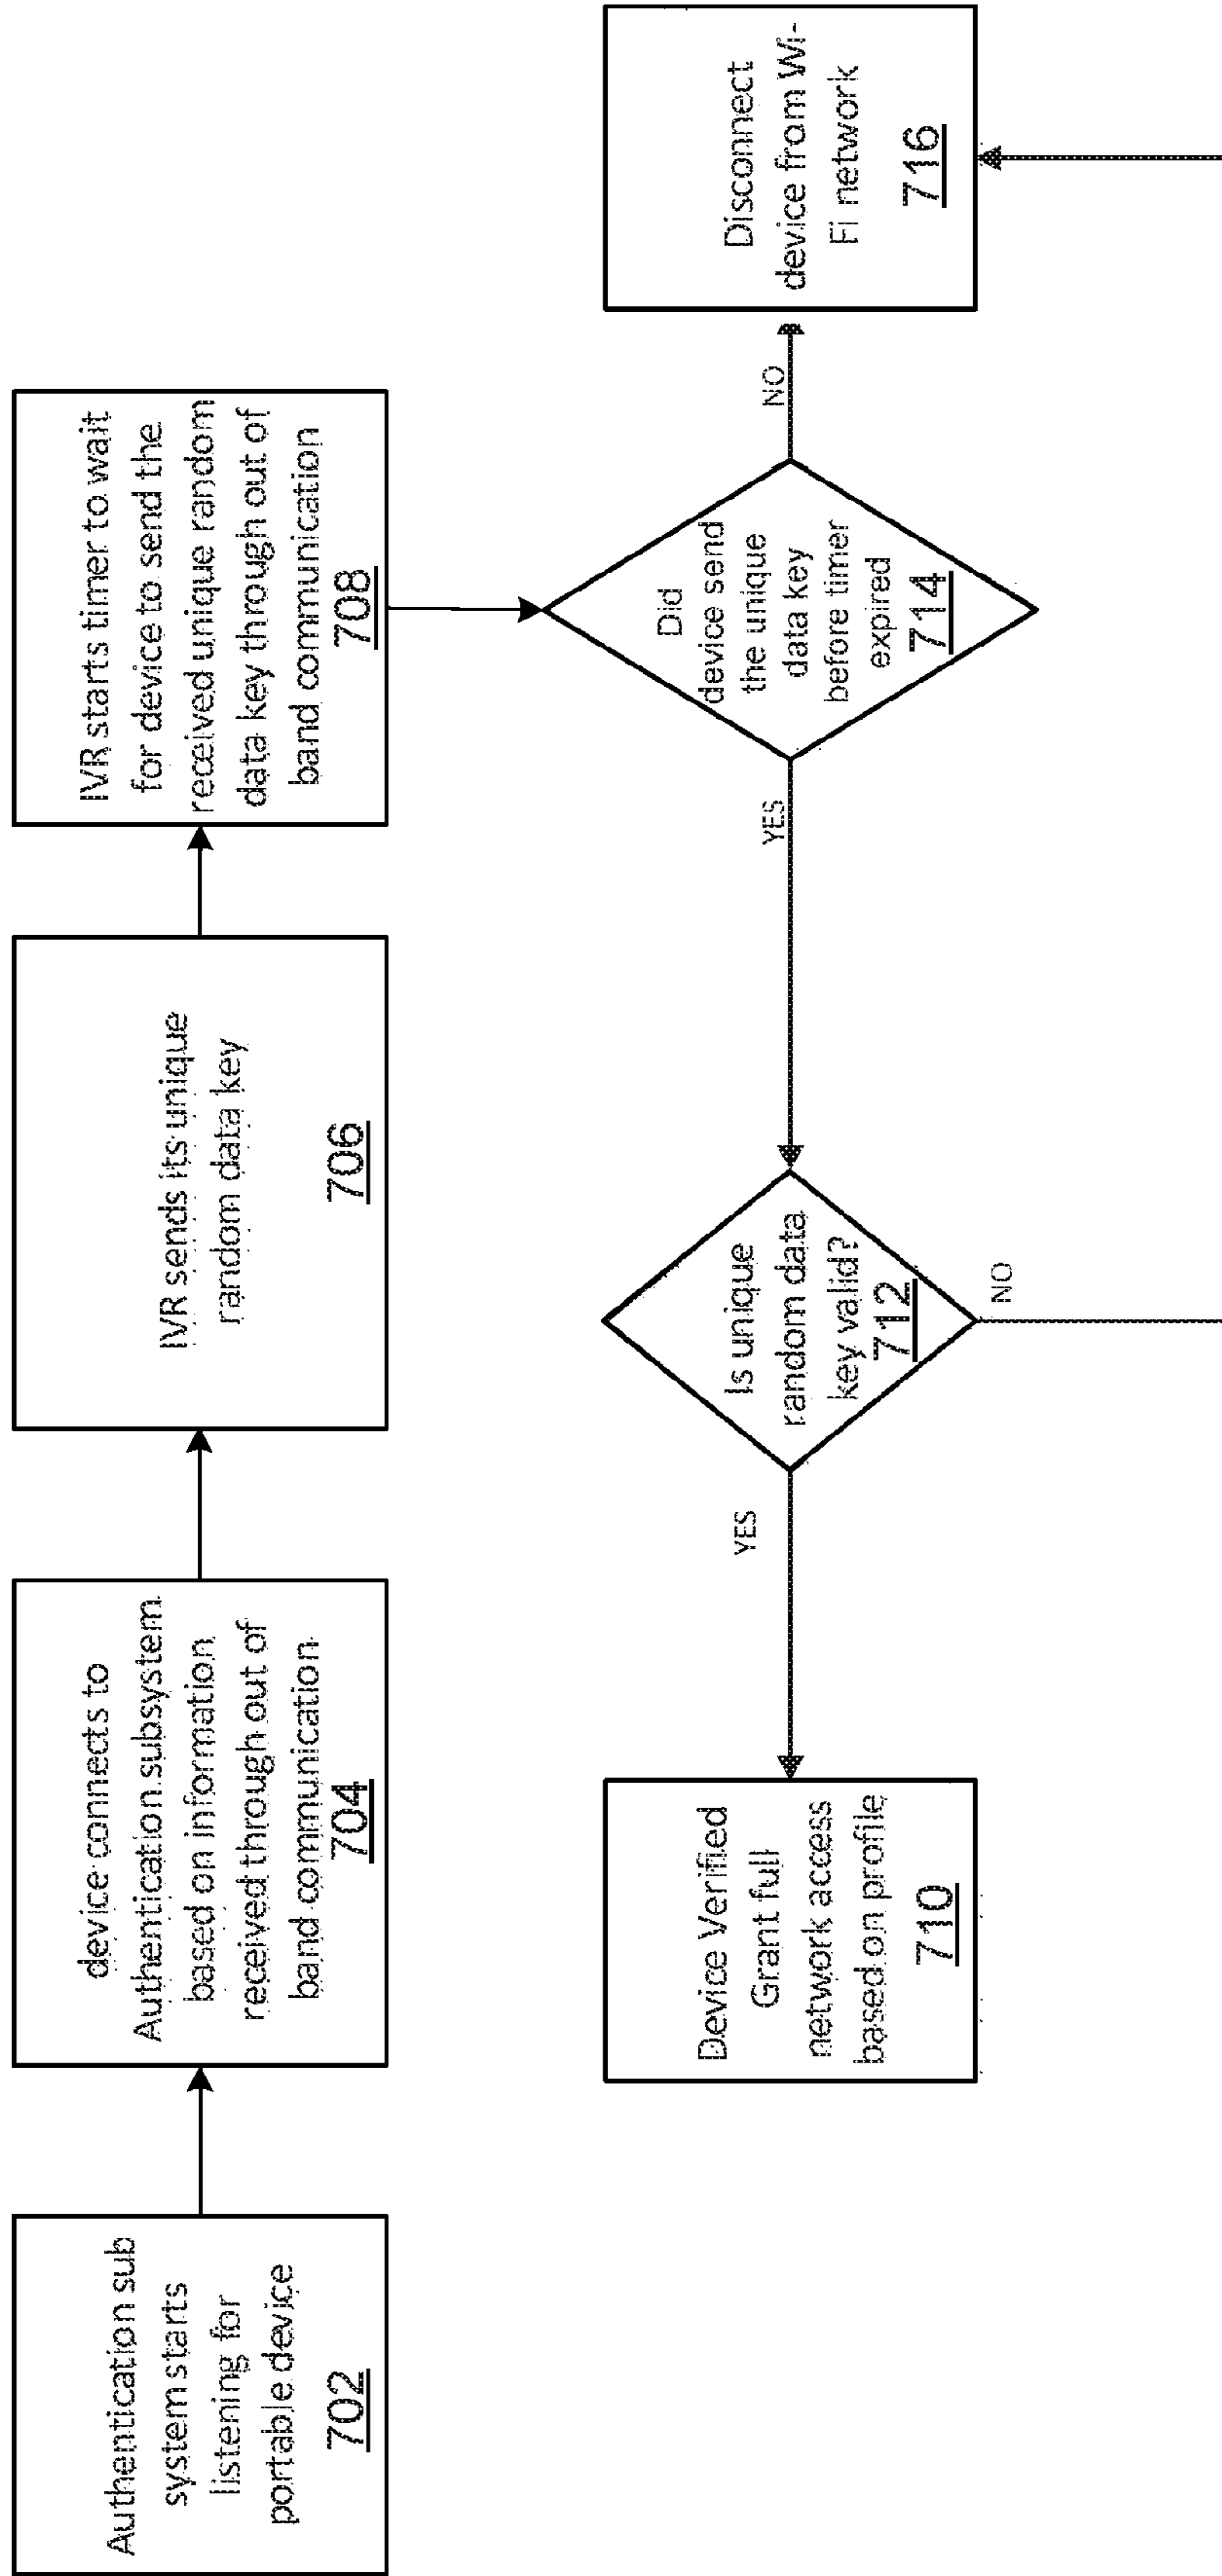 Authentication sub
system starts
listening for
portable device
702
device connects to
Authentication subsystem
based on information
received through out of
band communication
704
IVR sends its unique
random data key
706
IVR starts timer to wait
for device to send the
received unique random
data key through out of
band communication
708
Device Verified
Grant full
network access
based on profile
710
YES
Is unique
random data
key valid?
712
NO
YES
Did
device send
the unique
data key
before timer
expired
714
NO
Disconnect
device from Wi-
Fi network
716